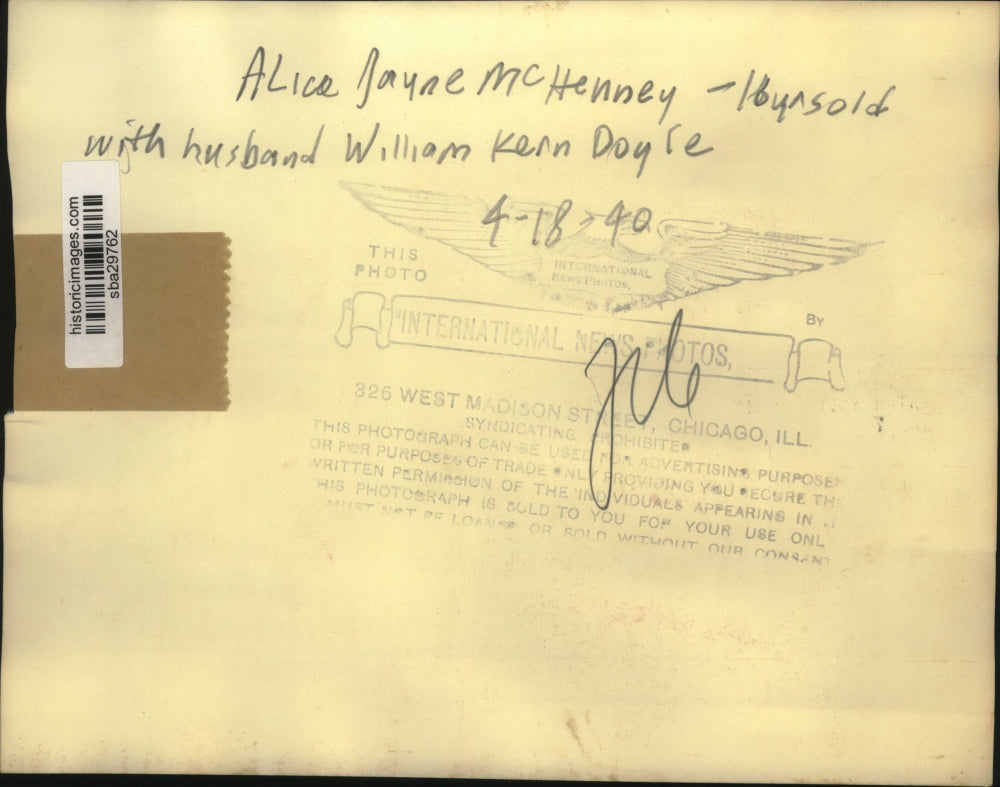 Alice Jayne McHenney - 16 yrs old
with husband William Kern Doyle
4-18-40
historicimages.com
sba29762
THIS
PHOTO
INTERNATIONAL
NEWS PHOTOS.
BY
"INTERNATIONAL NEWS PHOTOS,
326 WEST MADISON STREET, CHICAGO, ILL.
SYNDICATING PROHIBITED
THIS PHOTOGRAPH CAN BE USED FOR ADVERTISING PURPOSES
OR FOR PURPOSES OF TRADE ONLY PROVIDING YOU SECURE THE
WRITTEN PERMISSION OF THE INDIVIDUALS APPEARING IN
THIS PHOTOGRAPH IS SOLD TO YOU FOR YOUR USE ONLY
MUST NOT BE LOANED OR SOLD WITHOUT OUR CONSENT